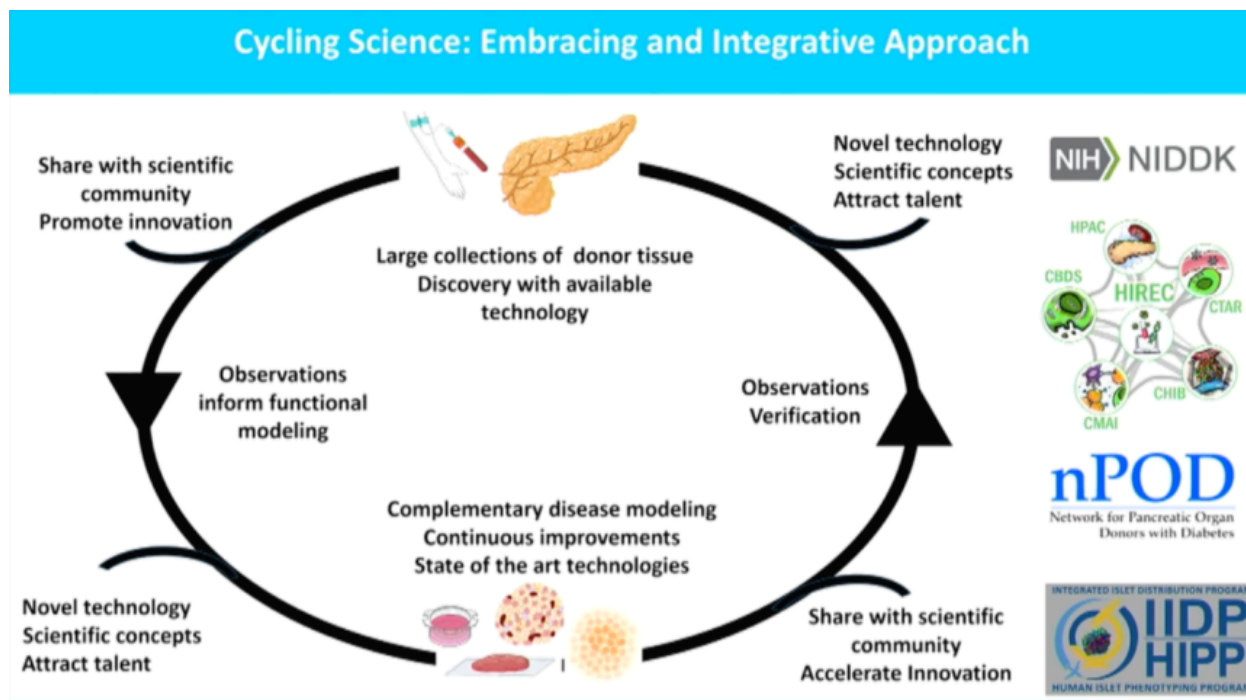 Cycling Science: Embracing and Integrative Approach
Share with scientific
community
Promote innovation
Novel technology
Scientific concepts
Attract talent
Large collections of donor tissue
Discovery with available
technology
Observations
inform functional
modeling
Observations
Verification
Complementary disease modeling
Continuous improvements
State of the art technologies
Novel technology
Scientific concepts
Attract talent
Share with scientific
community
Accelerate Innovation
NIH NIDDK
HPAC
CBDS
HIREC
CTAR
CHIB
CMAI
nPOD
Network for Pancreatic Organ
Donors with Diabetes
INTEGRATED ISLET DISTRIBUTION PROGRAM
IIDP
HIPP
HUMAN ISLET PHENOTYPING PROGRAM